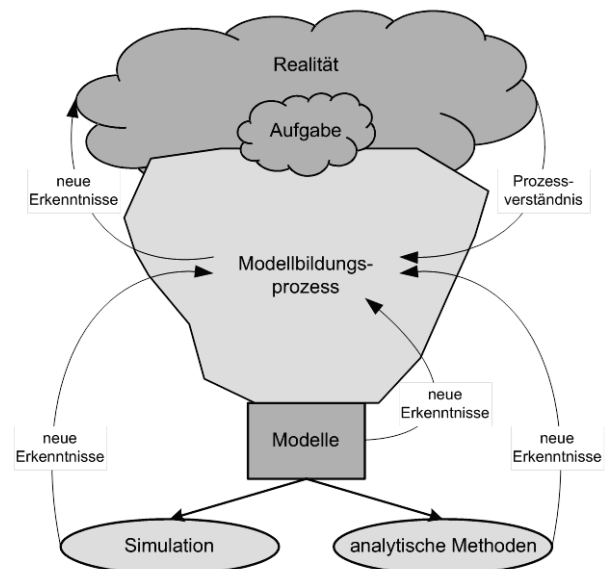 Realität
Aufgabe
neue
Erkenntnisse
Prozess-
verständnis
Modellbildungs-
prozess
neue
Erkenntnisse
neue
Erkenntnisse
Modelle
neue
Erkenntnisse
Simulation
analytische Methoden